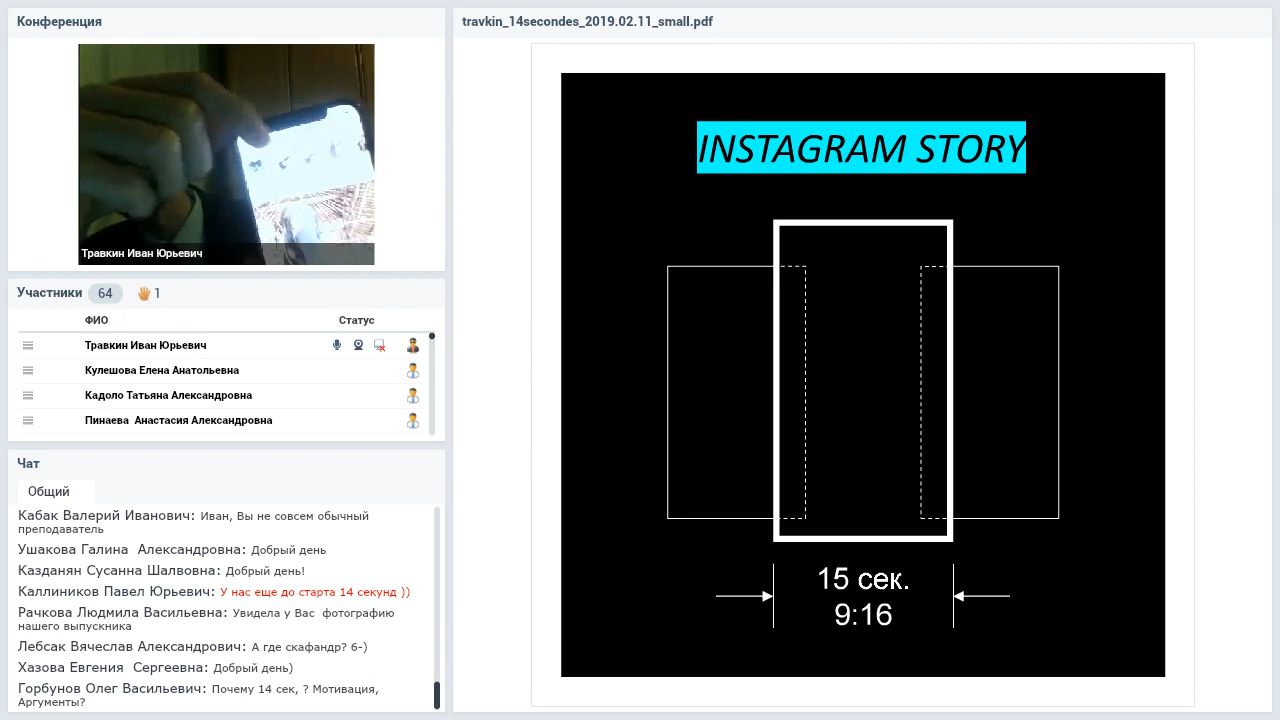 Конференция
Травкин Иван Юрьевич
Участники 64 1
ФИО Статус
Травкин Иван Юрьевич
Кулешова Елена Анатольевна
Кадоло Татьяна Александровна
Пинаева Анастасия Александровна
Чат
Общий
Кабак Валерий Иванович: Иван, Вы не совсем обычный
преподаватель
Ушакова Галина Александровна: Добрый день
Казданян Сусанна Шалвовна: Добрый день!
Каллиников Павел Юрьевич: У нас еще до старта 14 секунд ))
Рачкова Людмила Васильевна: Увидела у Вас фотографию
нашего выпускника
Лебсак Вячеслав Александрович: А где скафандр? 6-)
Хазова Евгения Сергеевна: Добрый день)
Горбунов Олег Васильевич: Почему 14 сек, ? Мотивация,
Аргументы?
travkin_14secondes_2019.02.11_small.pdf
INSTAGRAM STORY
15 сек.
9:16